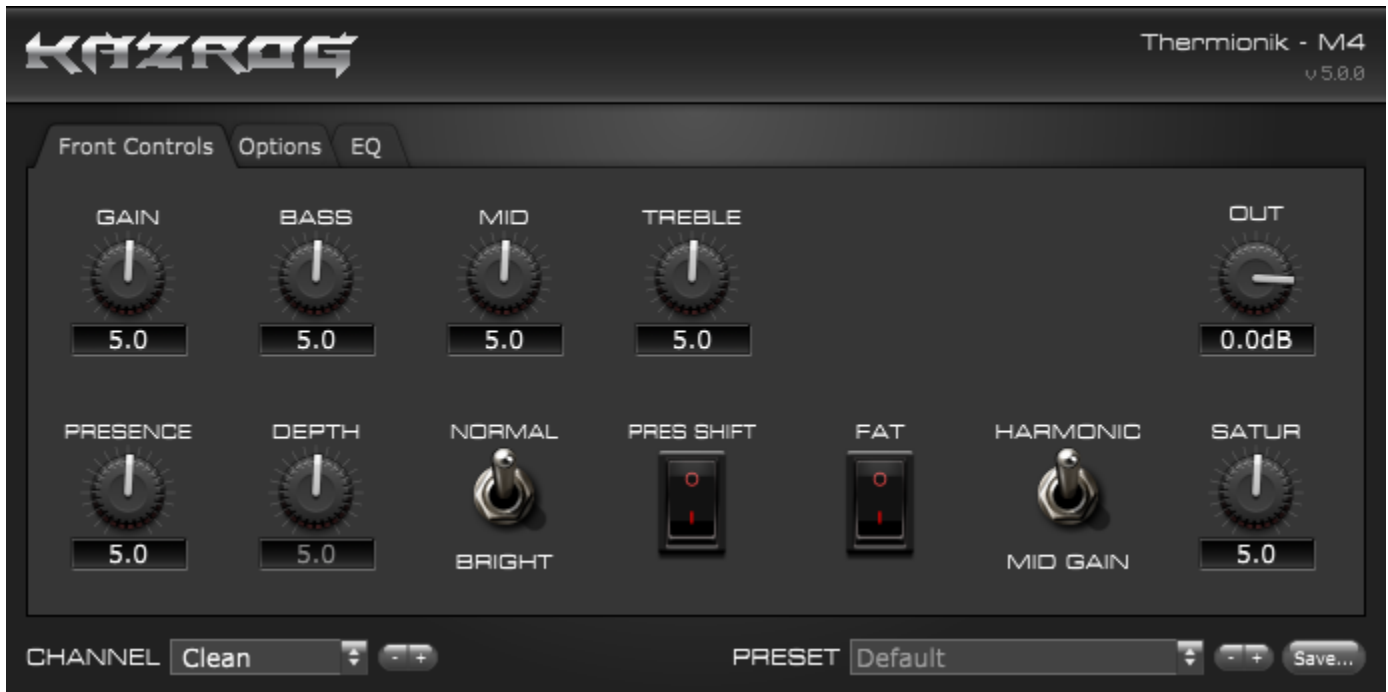 KAZROG
Thermionik - M4
v 5.0.0
Front Controls Options EQ
GAIN BASS MID TREBLE OUT
5.0 5.0 5.0 5.0 0.0dB
PRESENCE DEPTH NORMAL PRES SHIFT FAT HARMONIC SATUR
O O
I I
5.0 5.0 BRIGHT MID GAIN 5.0
CHANNEL Clean - + PRESET Default - + Save...